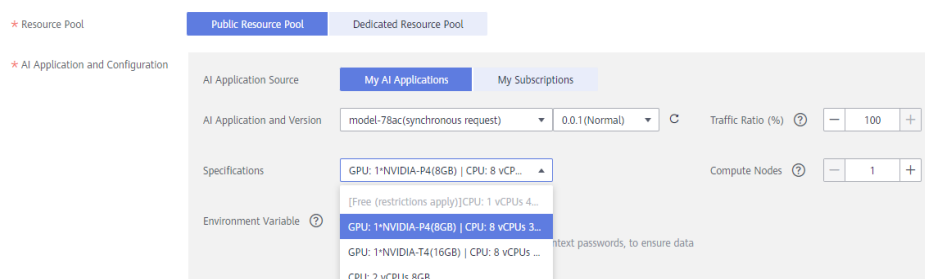 * Resource Pool
Public Resource Pool
Dedicated Resource Pool
* AI Application and Configuration
AI Application Source
My AI Applications
My Subscriptions
AI Application and Version
model-78ac(synchronous request)
0.0.1(Normal)
Traffic Ratio (%) ?
— 100 +
Specifications
GPU: 1*NVIDIA-P4(8GB) | CPU: 8 vCP...
Compute Nodes ?
— 1 +
[Free (restrictions apply)]CPU: 1 vCPUs 4...
Environment Variable ?
GPU: 1*NVIDIA-P4(8GB) | CPU: 8 vCPUs 3...
ntext passwords, to ensure data
GPU: 1*NVIDIA-T4(16GB) | CPU: 8 vCPUs ...
CPU: 2 vCPUs 8GB